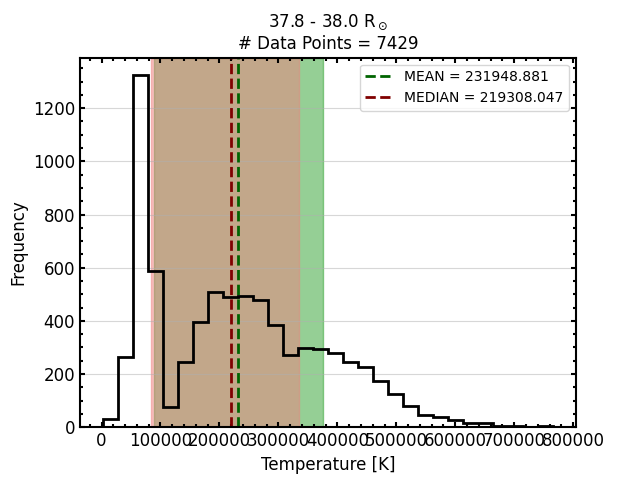 37.8 - 38.0 R⊙
# Data Points = 7429
MEAN = 231948.881
MEDIAN = 219308.047
Frequency
1200
1000
800
600
400
200
0
0 100000 200000 300000 400000 500000 600000 700000 800000
Temperature [K]